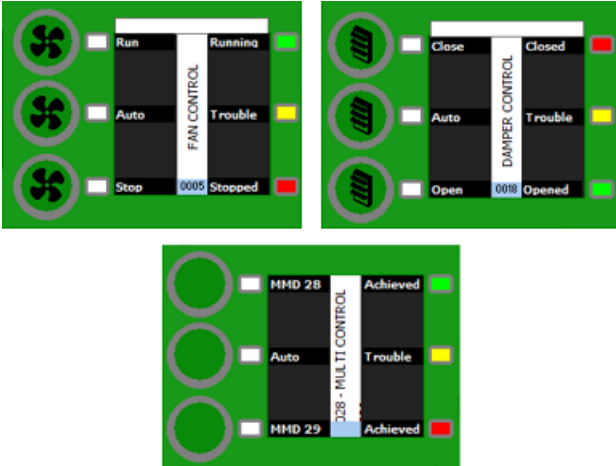 Run
Running
FAN CONTROL
Auto
Trouble
Stop
0005
Stopped
Close
Closed
DAMPER CONTROL
Auto
Trouble
Open
0018
Opened
MMD 28
Achieved
028 - MULTI CONTROL
Auto
Trouble
MMD 29
Achieved